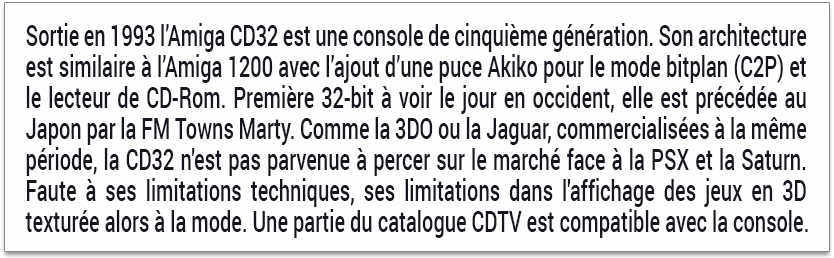 Sortie en 1993 l’Amiga CD32 est une console de cinquième génération. Son architecture
est similaire à l’Amiga 1200 avec l’ajout d’une puce Akiko pour le mode bitplan (C2P) et
le lecteur de CD-Rom. Première 32-bit à voir le jour en occident, elle est précédée au
Japon par la FM Towns Marty. Comme la 3DO ou la Jaguar, commercialisées à la même
période, la CD32 n’est pas parvenue à percer sur le marché face à la PSX et la Saturn.
Faute à ses limitations techniques, ses limitations dans l’affichage des jeux en 3D
texturée alors à la mode. Une partie du catalogue CDTV est compatible avec la console.